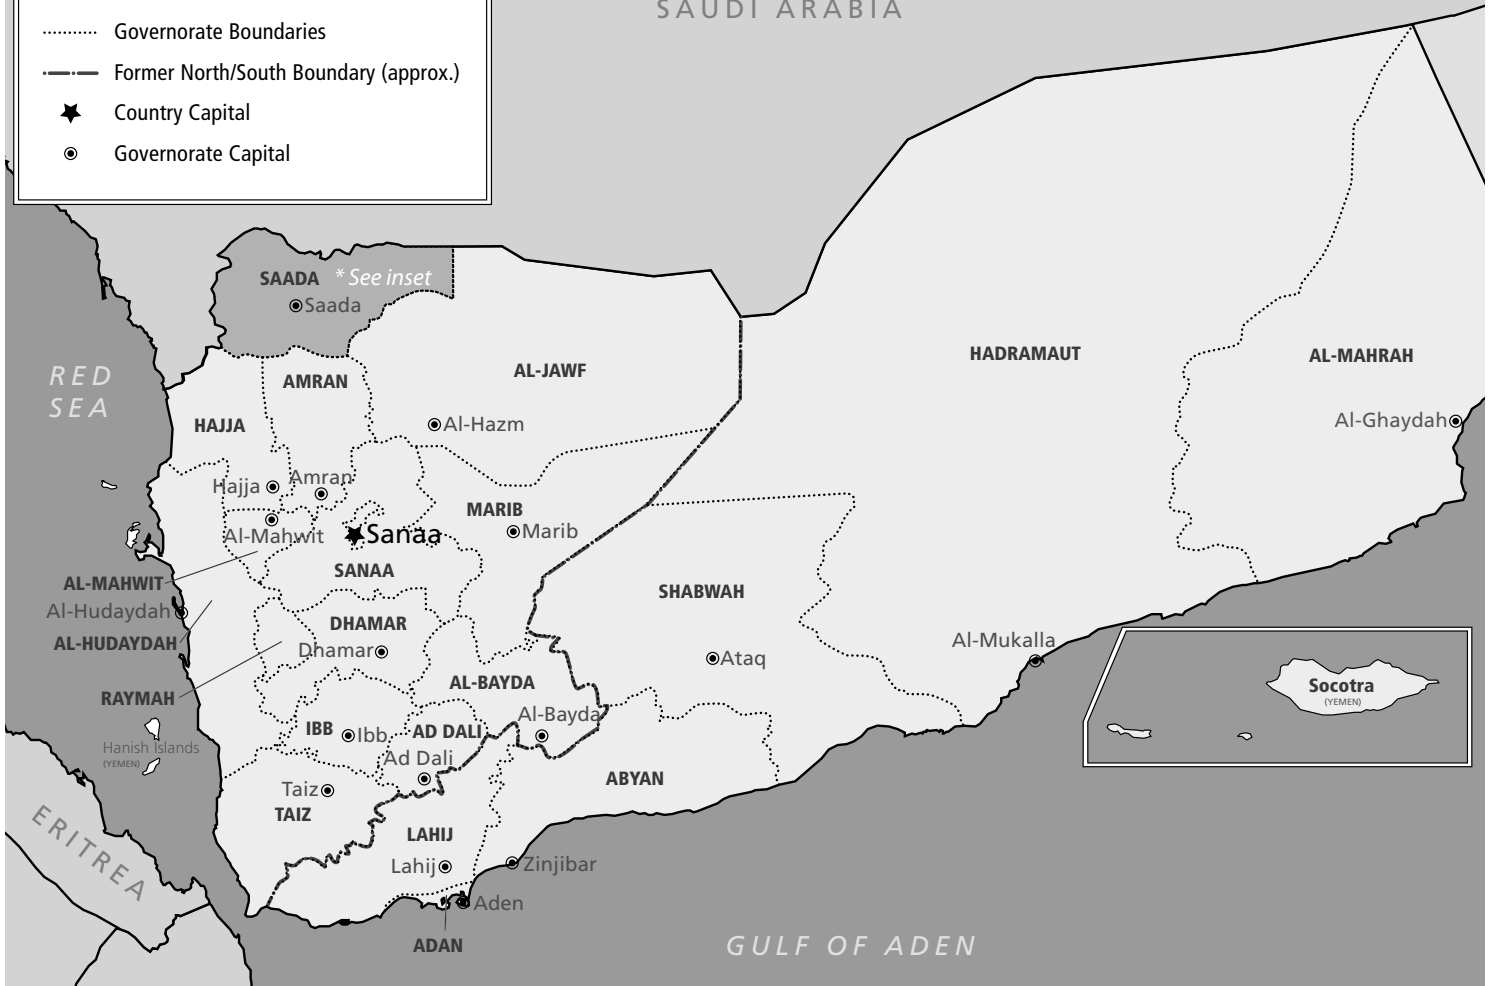 SAUDI ARABIA
Governorate Boundaries
Former North/South Boundary (approx.)
Country Capital
Governorate Capital
SAADA * See inset
Saada
RED
SEA
AMRAN
AL-JAWF
HADRAMAUT
AL-MAHRAH
HAJJA
Al-Hazm
Al-Ghaydah
Hajja
Amran
MARIB
Al-Mahwit
Sanaa
Marib
SANAA
AL-MAHWIT
SHABWAH
Al-Hudaydah
DHAMAR
AL-HUDAYDAH
Dhamar
Al-Mukalla
Ataq
RAYMAH
AL-BAYDA
Socotra
(YEMEN)
IBB
Ibb
AD DALI
Al-Bayda
Hanish Islands
(YEMEN)
Ad Dali
ABYAN
Taiz
TAIZ
ERITREA
LAHIJ
Lahij
Zinjibar
Aden
ADAN
GULF OF ADEN